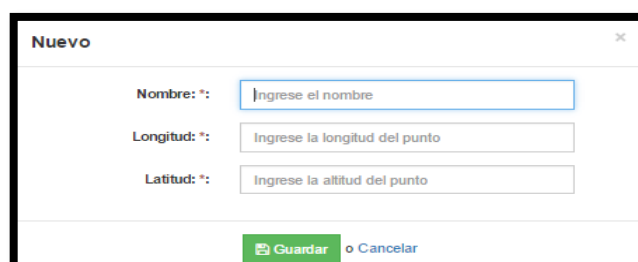 Nuevo ×
Nombre: *: Ingrese el nombre
Longitud: *: Ingrese la longitud del punto
Latitud: *: Ingrese la altitud del punto
Guardar o Cancelar